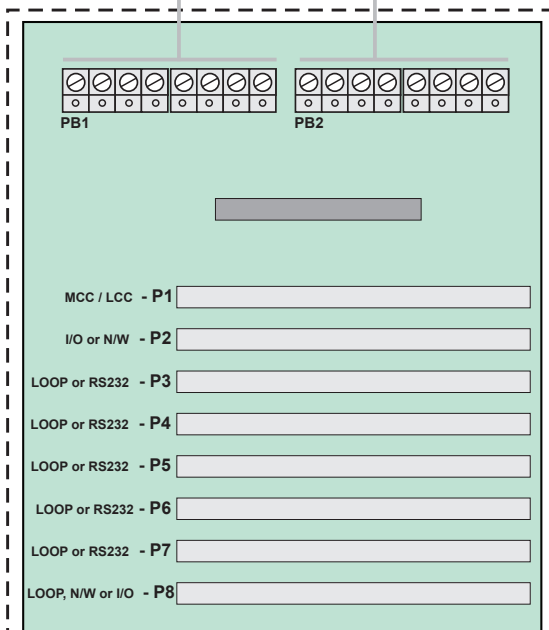 PB1 PB2
MCC / LCC - P1
I/O or N/W - P2
LOOP or RS232 - P3
LOOP or RS232 - P4
LOOP or RS232 - P5
LOOP or RS232 - P6
LOOP or RS232 - P7
LOOP, N/W or I/O - P8